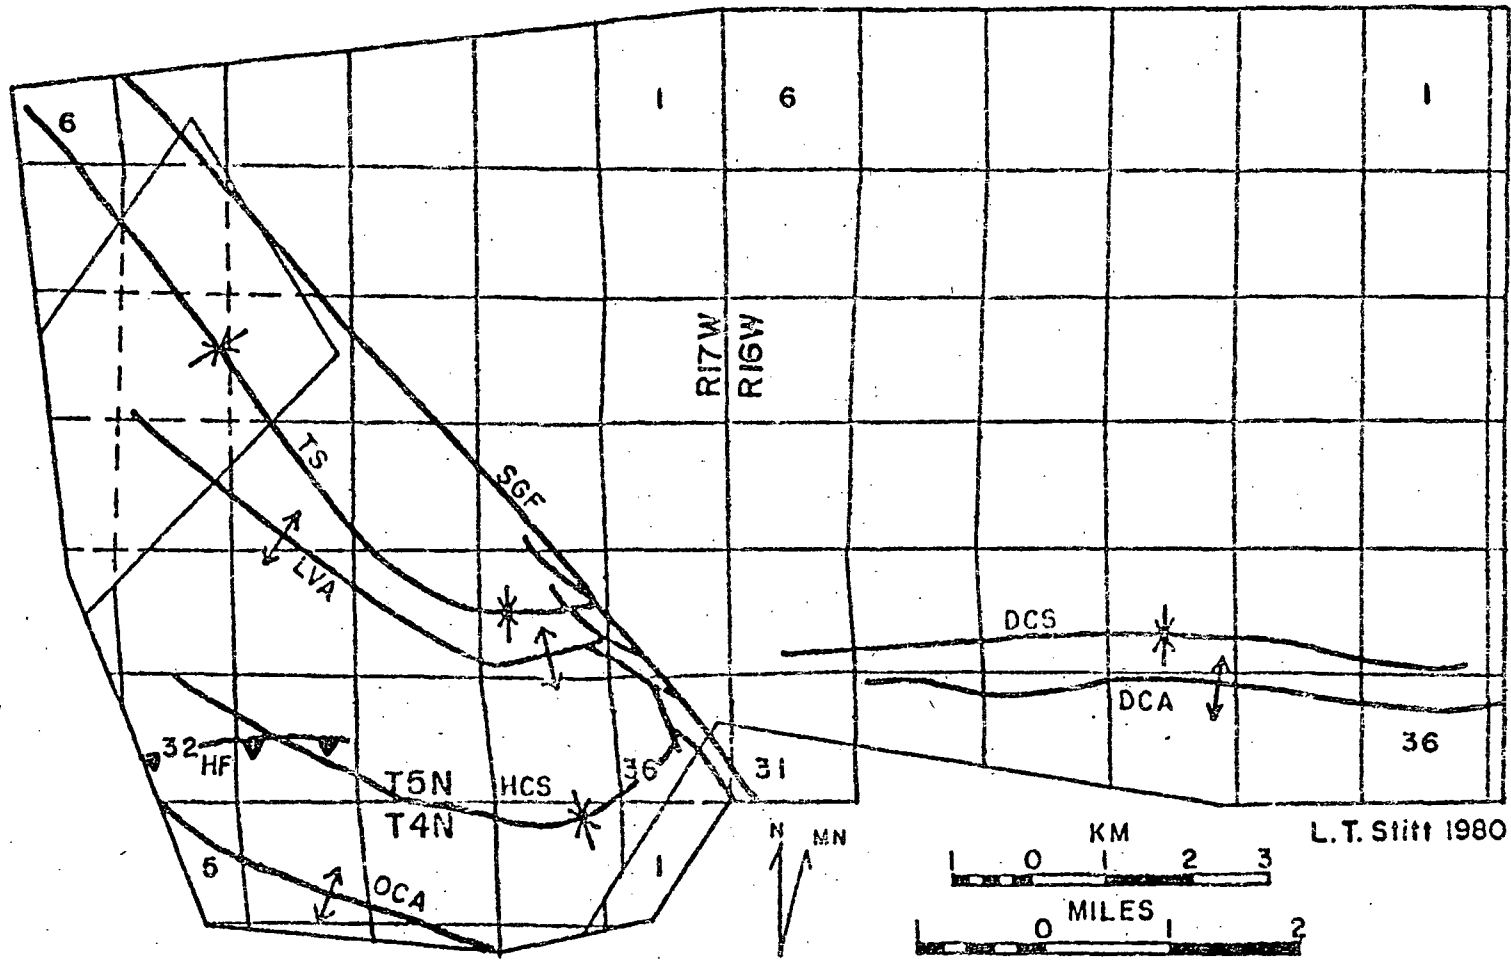 6
1
6
1
R17W
R16W
TS
SGF
LVA
DCS
DCA
32
HF
T5N
T4N
HCS
36
31
36
5
OCA
1
N
MN
KM
1 0 1 2 3
MILES
1 0 1 2
L.T. Stitt 1980